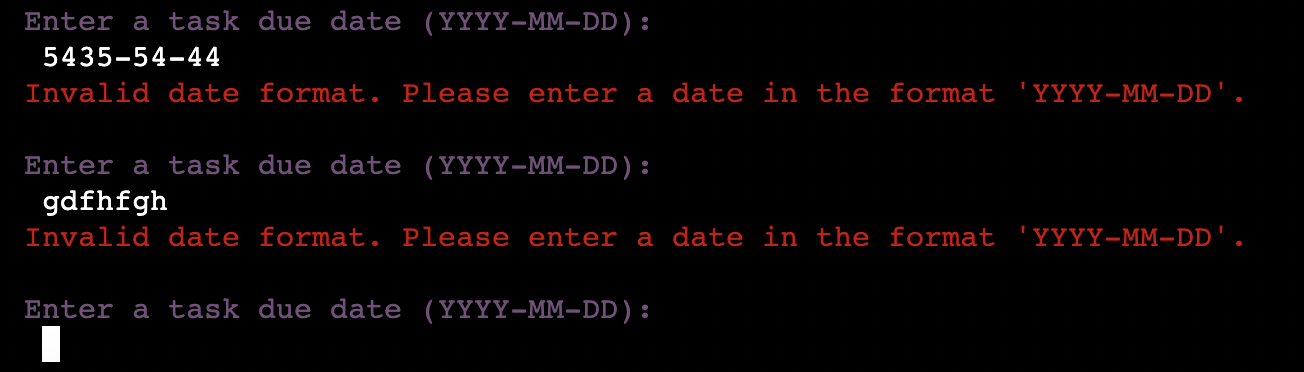 Enter a task due date (YYYY-MM-DD):
5435-54-44
Invalid date format. Please enter a date in the format 'YYYY-MM-DD'.
Enter a task due date (YYYY-MM-DD):
gdfhfgh
Invalid date format. Please enter a date in the format 'YYYY-MM-DD'.
Enter a task due date (YYYY-MM-DD):